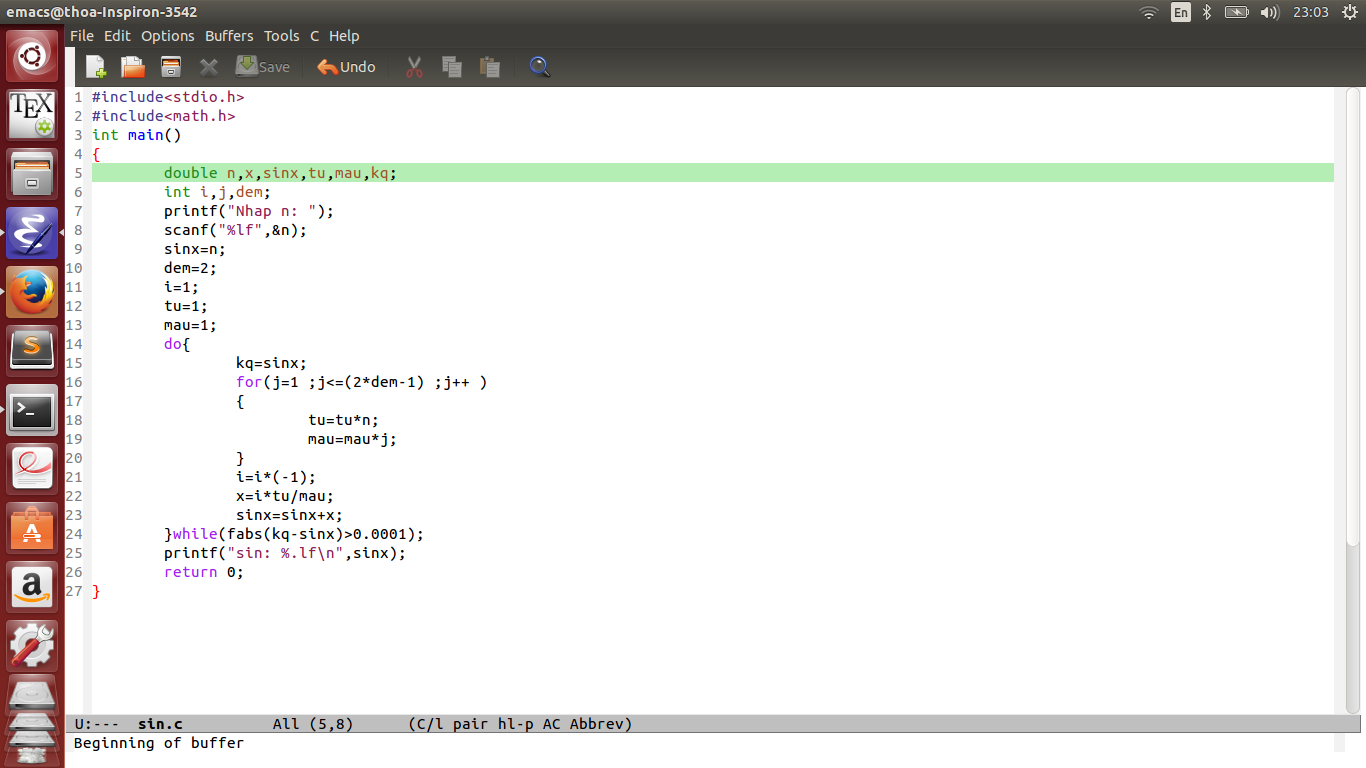 emacs@thoa-Inspiron-3542
En
23:03
File Edit Options Buffers Tools C Help
Save
Undo
TEX
1 #include<stdio.h>
2 #include<math.h>
3 int main()
4 {
5 double n,x,sinx,tu,mau,kq;
6 int i,j,dem;
7 printf("Nhap n: ");
8 scanf("%lf",&n);
9 sinx=n;
10 dem=2;
11 i=1;
12 tu=1;
13 mau=1;
14 do{
15 kq=sinx;
16 for(j=1 ;j<=(2*dem-1) ;j++ )
17 {
18 tu=tu*n;
19 mau=mau*j;
20 }
21 i=i*(-1);
22 x=i*tu/mau;
23 sinx=sinx+x;
24 }while(fabs(kq-sinx)>0.0001);
25 printf("sin: %.lf\n",sinx);
26 return 0;
27 }
U:--- sin.c All (5,8) (C/l pair hl-p AC Abbrev)
Beginning of buffer